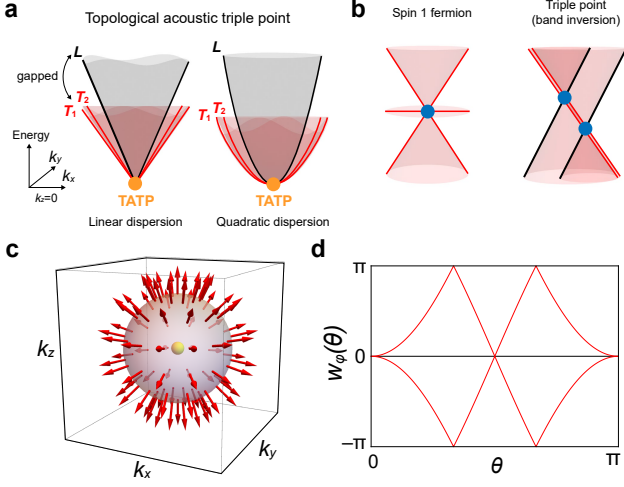 a
Topological acoustic triple point
L
gapped
T1 T2
Energy
ky
kx
kz=0
TATP
Linear dispersion
L
T1 T2
TATP
Quadratic dispersion
b
Spin 1 fermion
Triple point
(band inversion)
c
kz
kx
ky
d
π
0
−π
wφ(θ)
0
θ
π